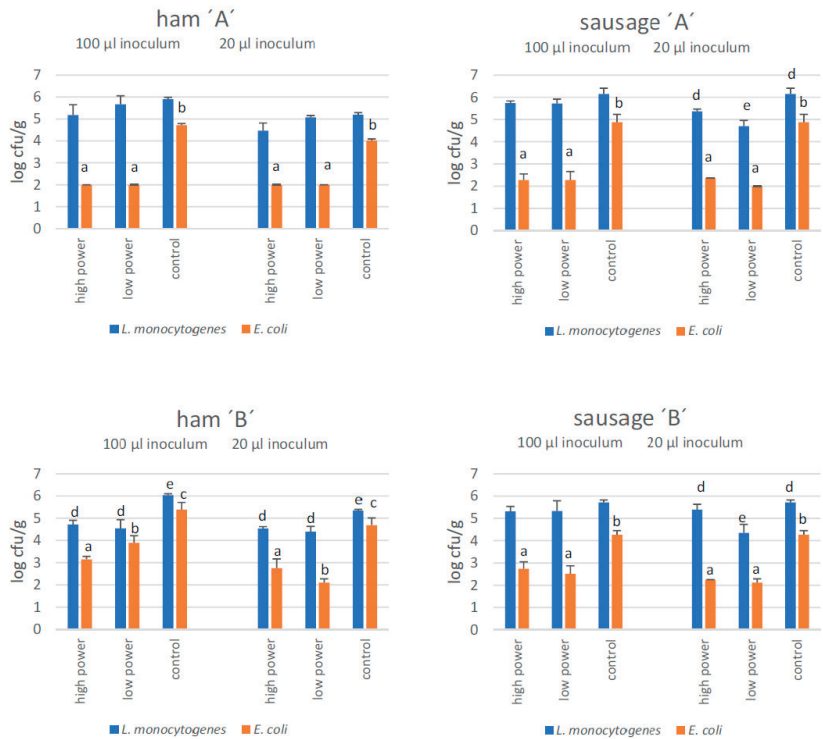 ham ´A´
100 µl inoculum 20 µl inoculum
7
6
5
4
3
2
1
0
log cfu/g
a
a
b
a
a
b
high power
low power
control
high power
low power
control
L. monocytogenes E. coli
sausage ´A´
100 µl inoculum 20 µl inoculum
7
6
5
4
3
2
1
0
log cfu/g
a
a
b
d
a
e
a
d
b
high power
low power
control
high power
low power
control
L. monocytogenes E. coli
ham ´B´
100 µl inoculum 20 µl inoculum
7
6
5
4
3
2
1
0
log cfu/g
d
a
d
b
e
c
d
a
d
b
e
c
high power
low power
control
high power
low power
control
L. monocytogenes E. coli
sausage ´B´
100 µl inoculum 20 µl inoculum
7
6
5
4
3
2
1
0
log cfu/g
a
a
b
d
a
e
a
d
b
high power
low power
control
high power
low power
control
L. monocytogenes E. coli